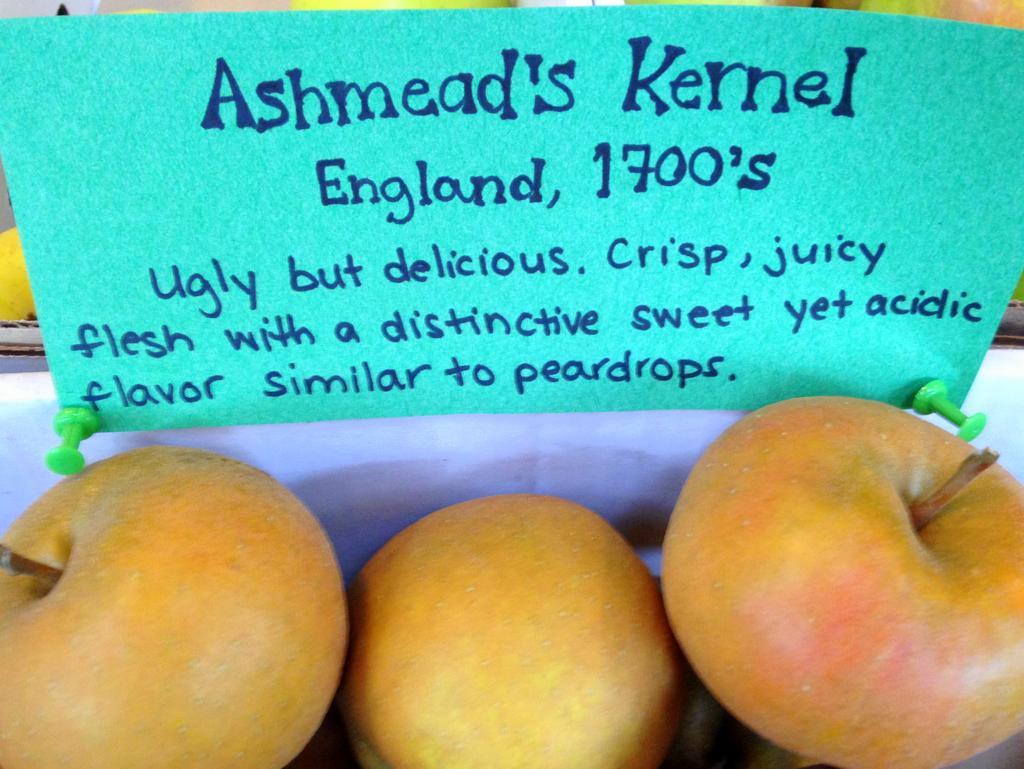 Ashmead's Kernel
England, 1700's
Ugly but delicious. Crisp, juicy
flesh with a distinctive sweet yet acidic
flavor similar to peardrops.